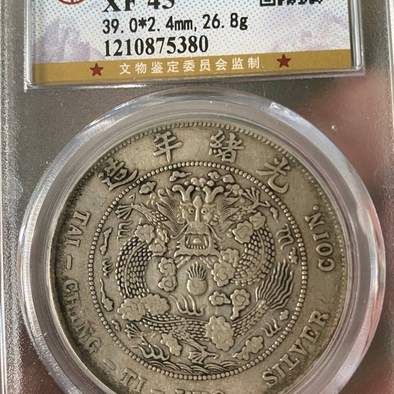 XF 45
39.0*2.4mm,26.8g
1210875380
★文物鉴定委员会监制★
造年緒光
TAI-CHING-TI-KUO SILVER COIN.